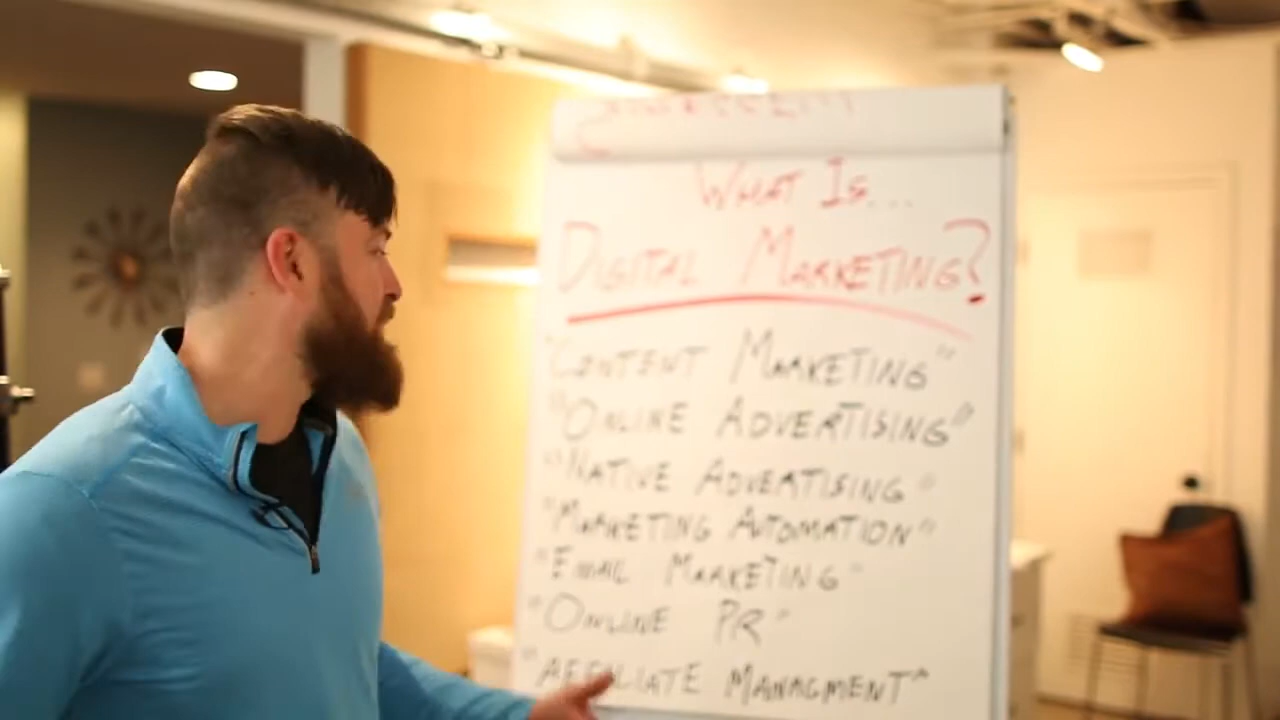 What Is...
Digital Marketing?
"Content Marketing"
"Online Advertising"
"Native Advertising"
"Marketing Automation"
"Email Marketing"
"Online PR"
"Affiliate Managment"